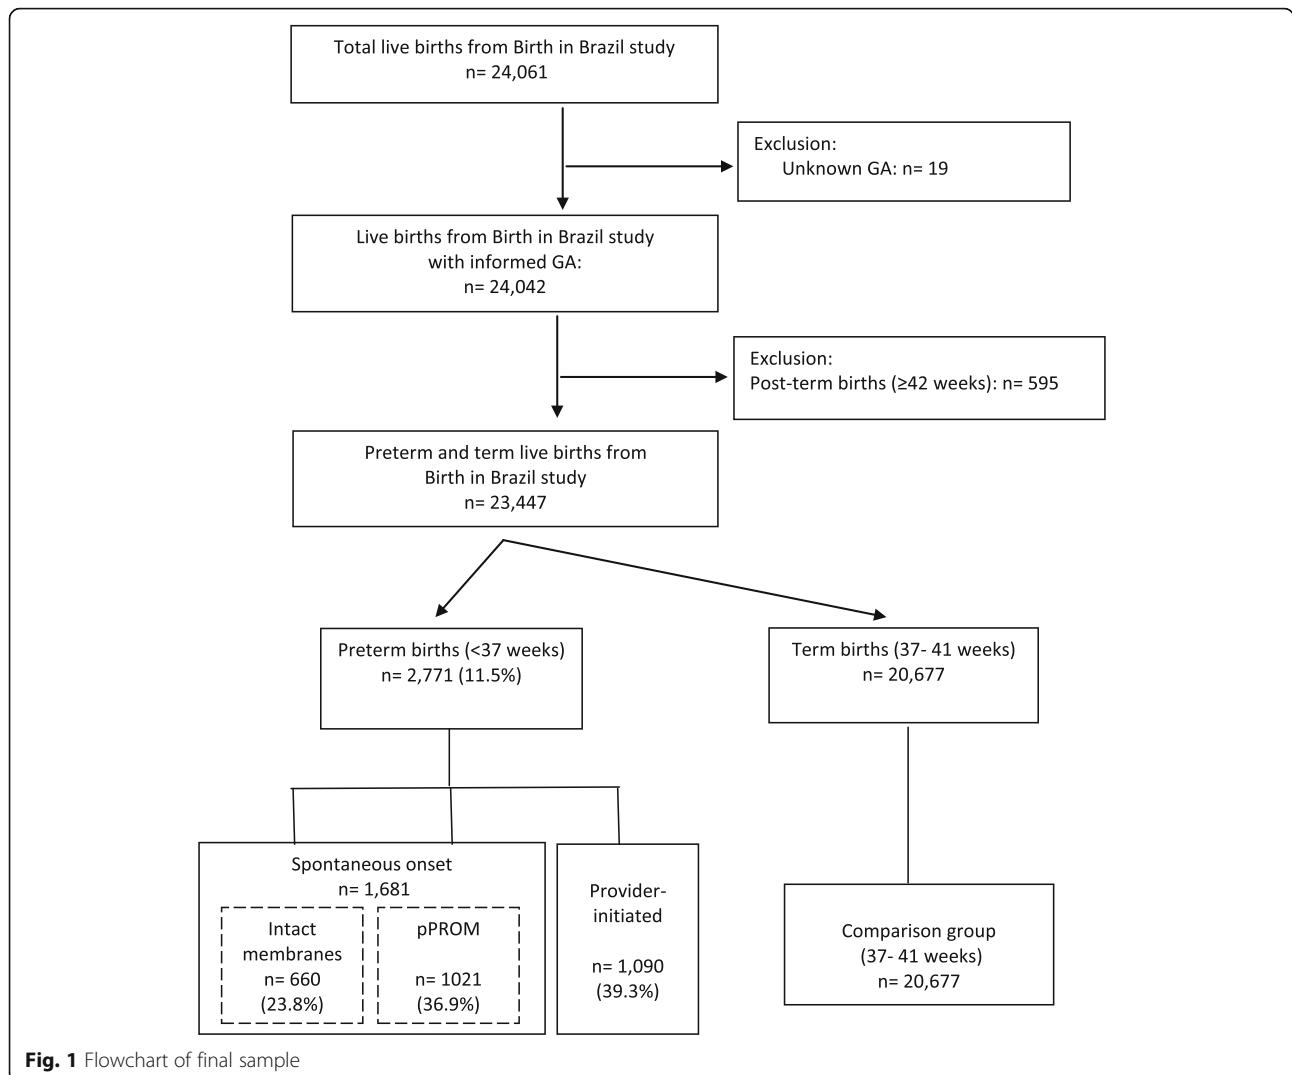 Total live births from Birth in Brazil study
n= 24,061
Exclusion:
Unknown GA: n= 19
Live births from Birth in Brazil study
with informed GA:
n= 24,042
Exclusion:
Post-term births (≥42 weeks): n= 595
Preterm and term live births from
Birth in Brazil study
n= 23,447
Preterm births (<37 weeks)
n= 2,771 (11.5%)
Term births (37- 41 weeks)
n= 20,677
Spontaneous onset
n= 1,681
Intact
membranes
n= 660
(23.8%)
pPROM
n= 1021
(36.9%)
Provider-
initiated
n= 1,090
(39.3%)
Comparison group
(37- 41 weeks)
n= 20,677
Fig. 1 Flowchart of final sample